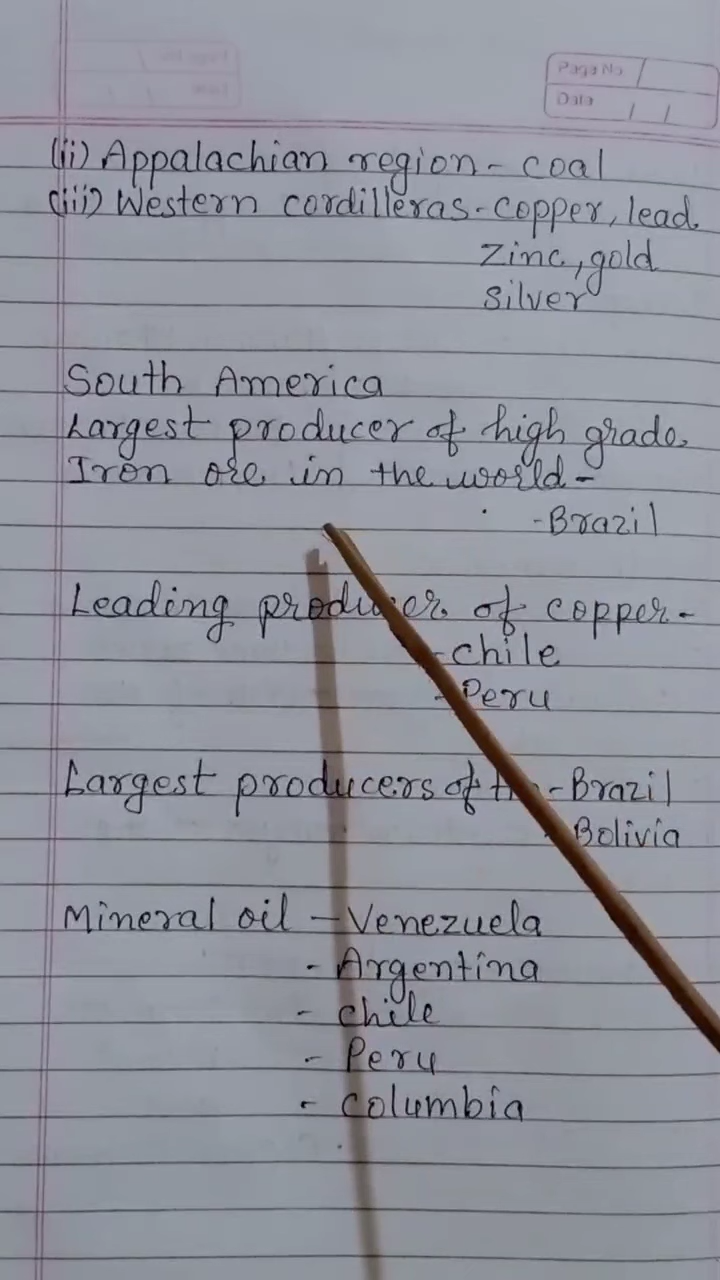 Page No
Date / /
(ii) Appalachian region - coal
(iii) Western cordilleras - copper, lead.
zinc, gold
silver
South America
Largest producer of high grade.
Iron ore in the world -
- Brazil
Leading producer of copper -
- chile
- Peru
Largest producers of - Brazil
- Bolivia
Mineral oil - Venezuela
- Argentina
- chile
- Peru
- columbia